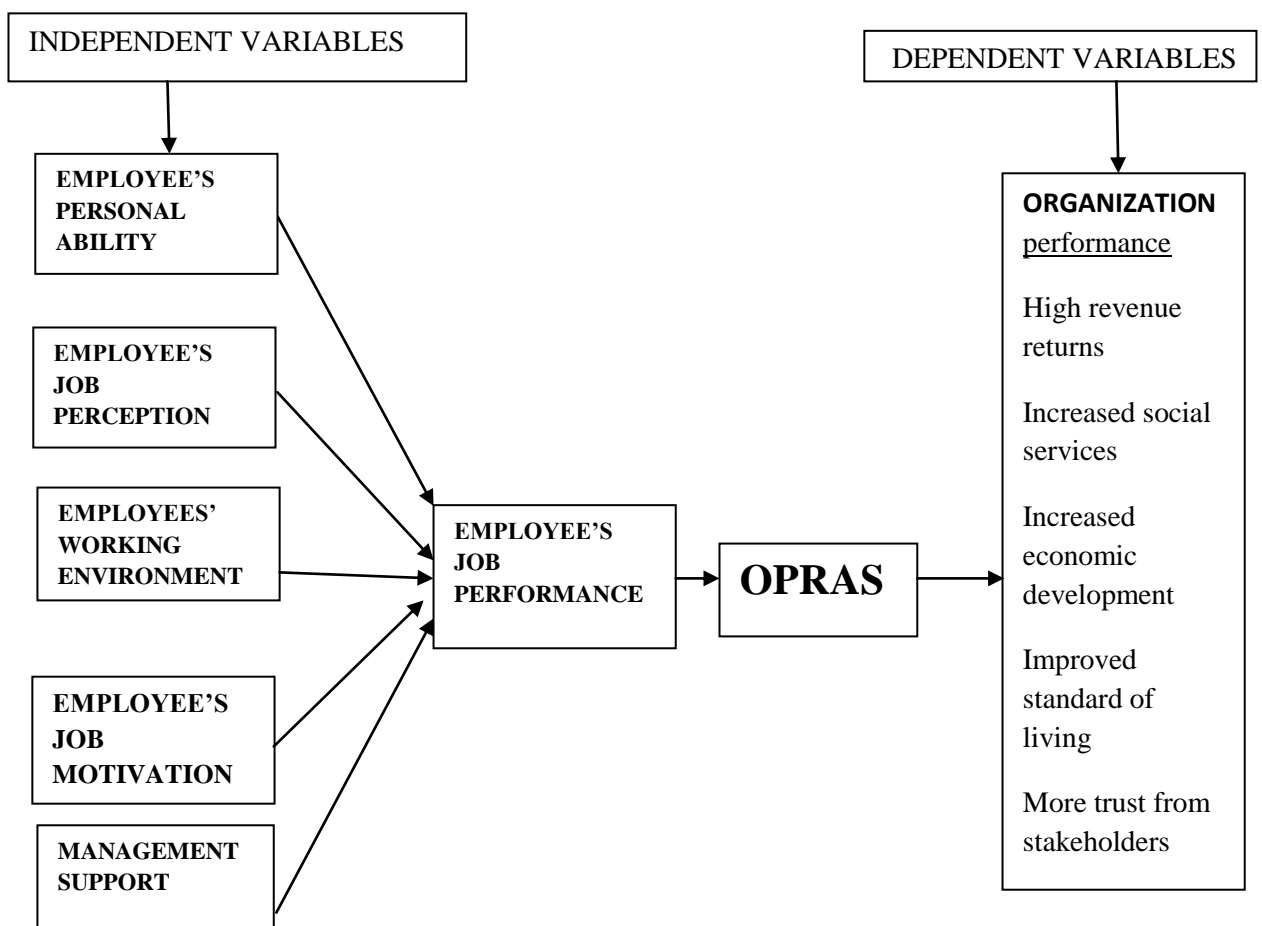 INDEPENDENT VARIABLES
DEPENDENT VARIABLES
EMPLOYEE’S
PERSONAL
ABILITY
EMPLOYEE’S
JOB
PERCEPTION
EMPLOYEES’
WORKING
ENVIRONMENT
EMPLOYEE’S
JOB
MOTIVATION
MANAGEMENT
SUPPORT
EMPLOYEE’S
JOB
PERFORMANCE
OPRAS
ORGANIZATION
performance
High revenue
returns
Increased social
services
Increased
economic
development
Improved
standard of
living
More trust from
stakeholders